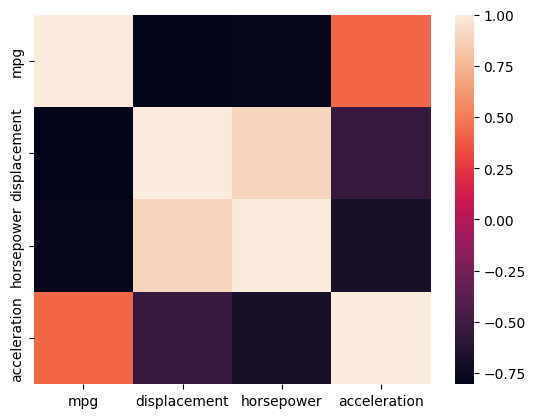 mpg
displacement
horsepower
acceleration
mpg
displacement
horsepower
acceleration
1.00
0.75
0.50
0.25
0.00
−0.25
−0.50
−0.75